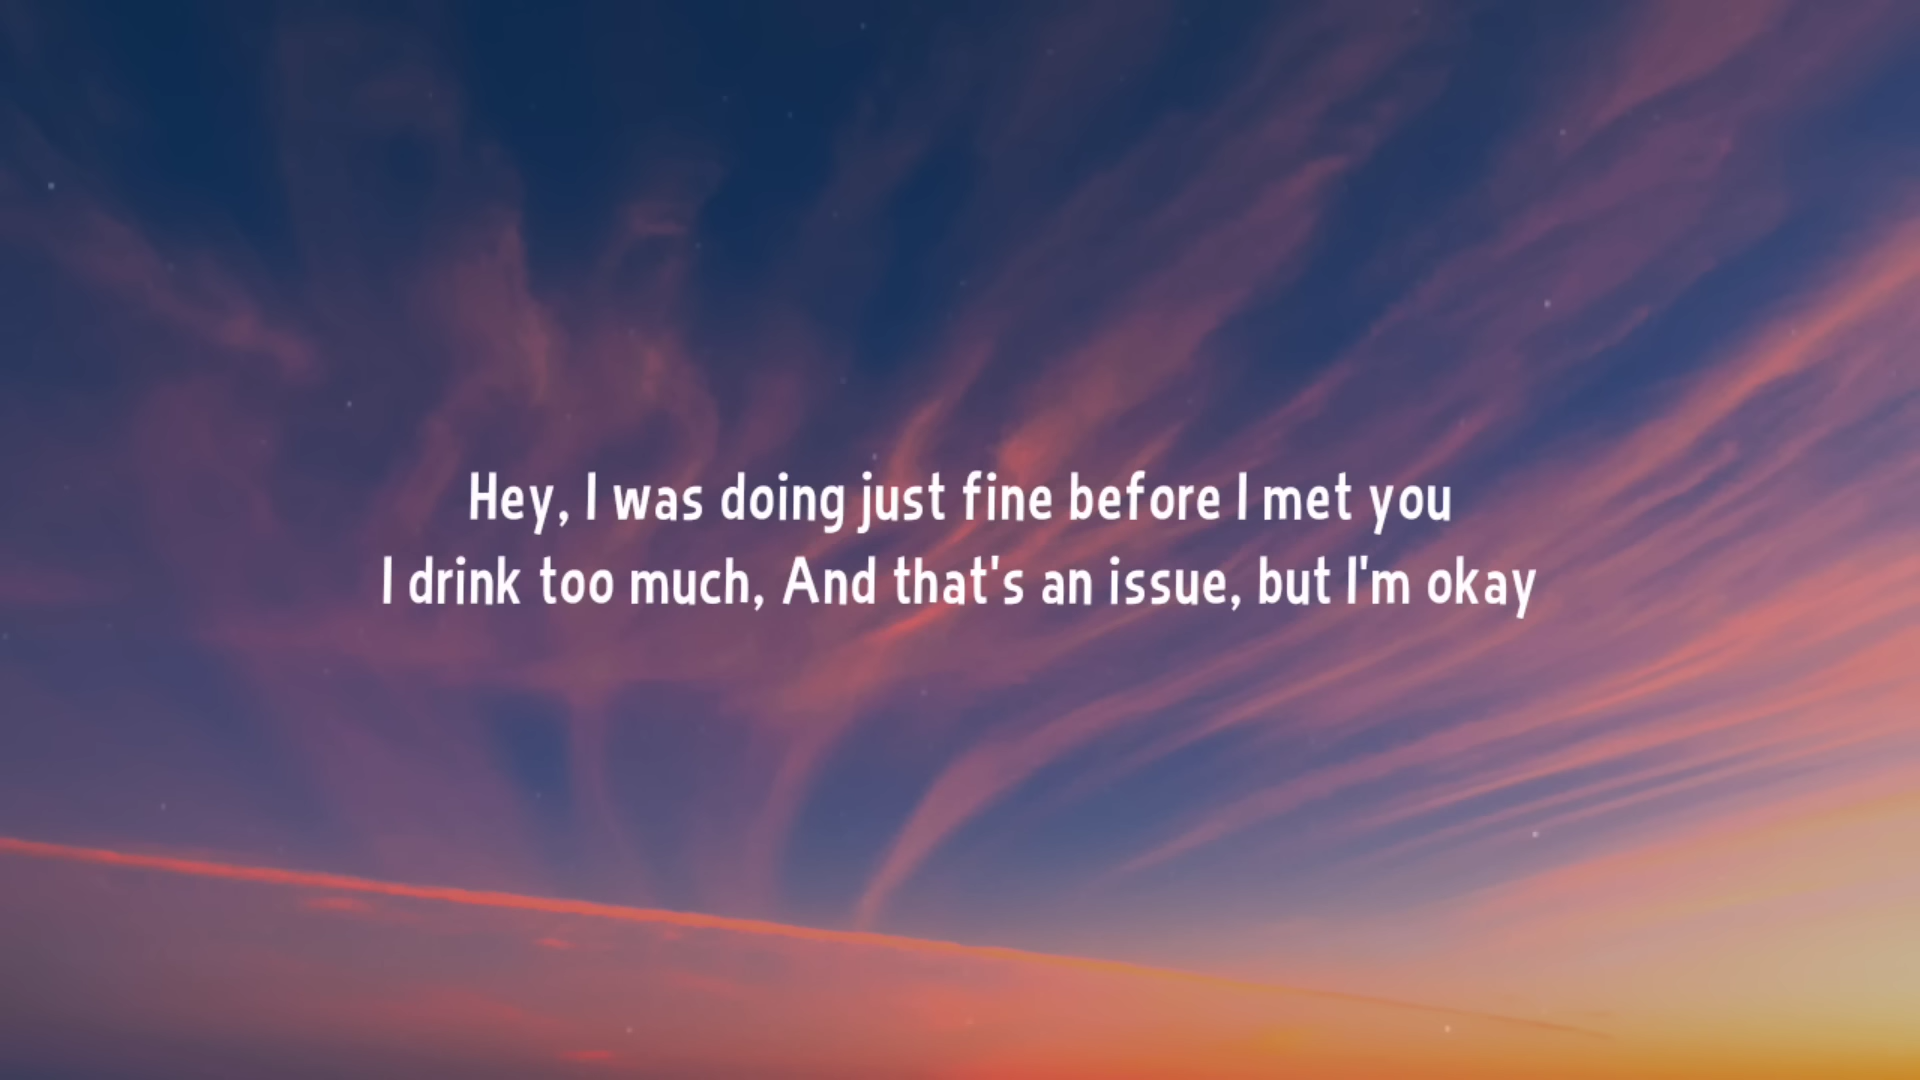 Hey, I was doing just fine before I met you
I drink too much, And that's an issue, but I'm okay